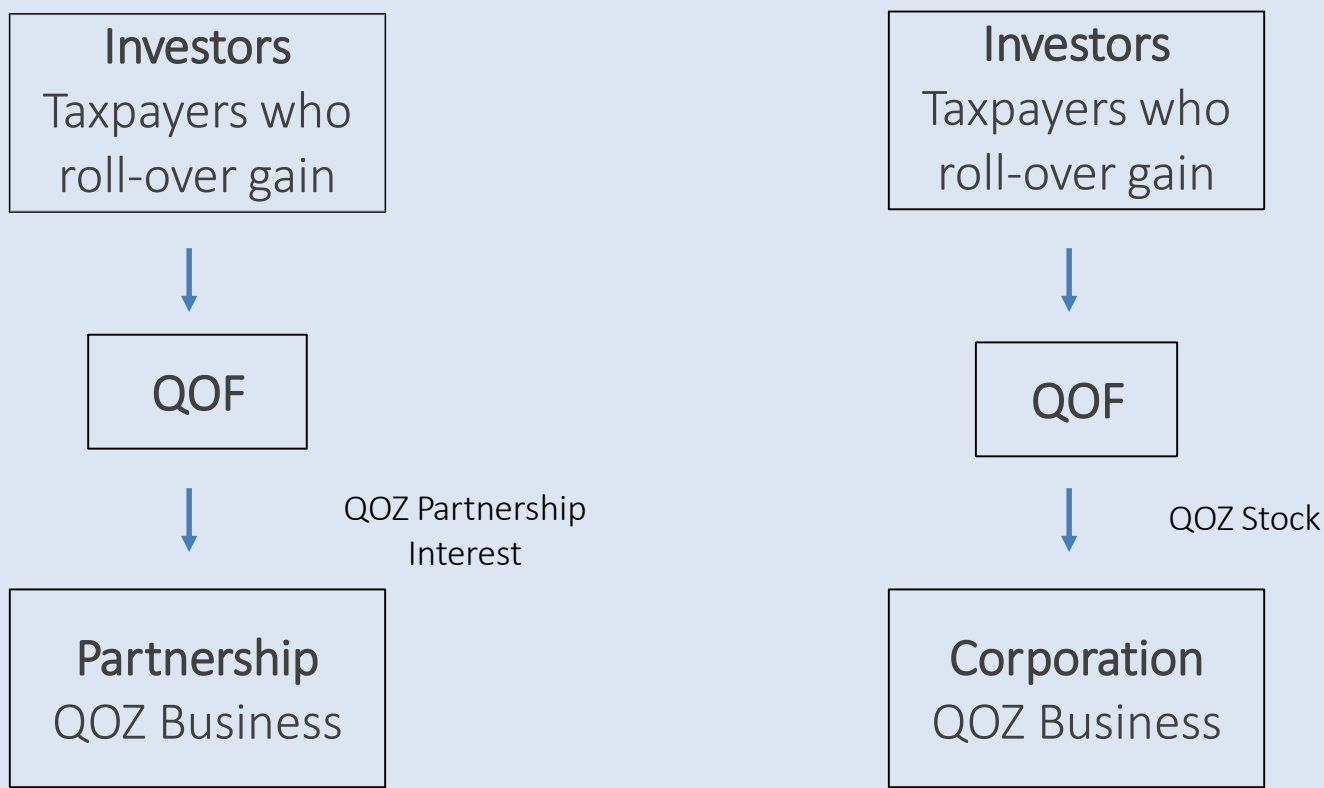 Investors
Taxpayers who
roll-over gain
QOF
QOZ Partnership
Interest
Partnership
QOZ Business
Investors
Taxpayers who
roll-over gain
QOF
QOZ Stock
Corporation
QOZ Business